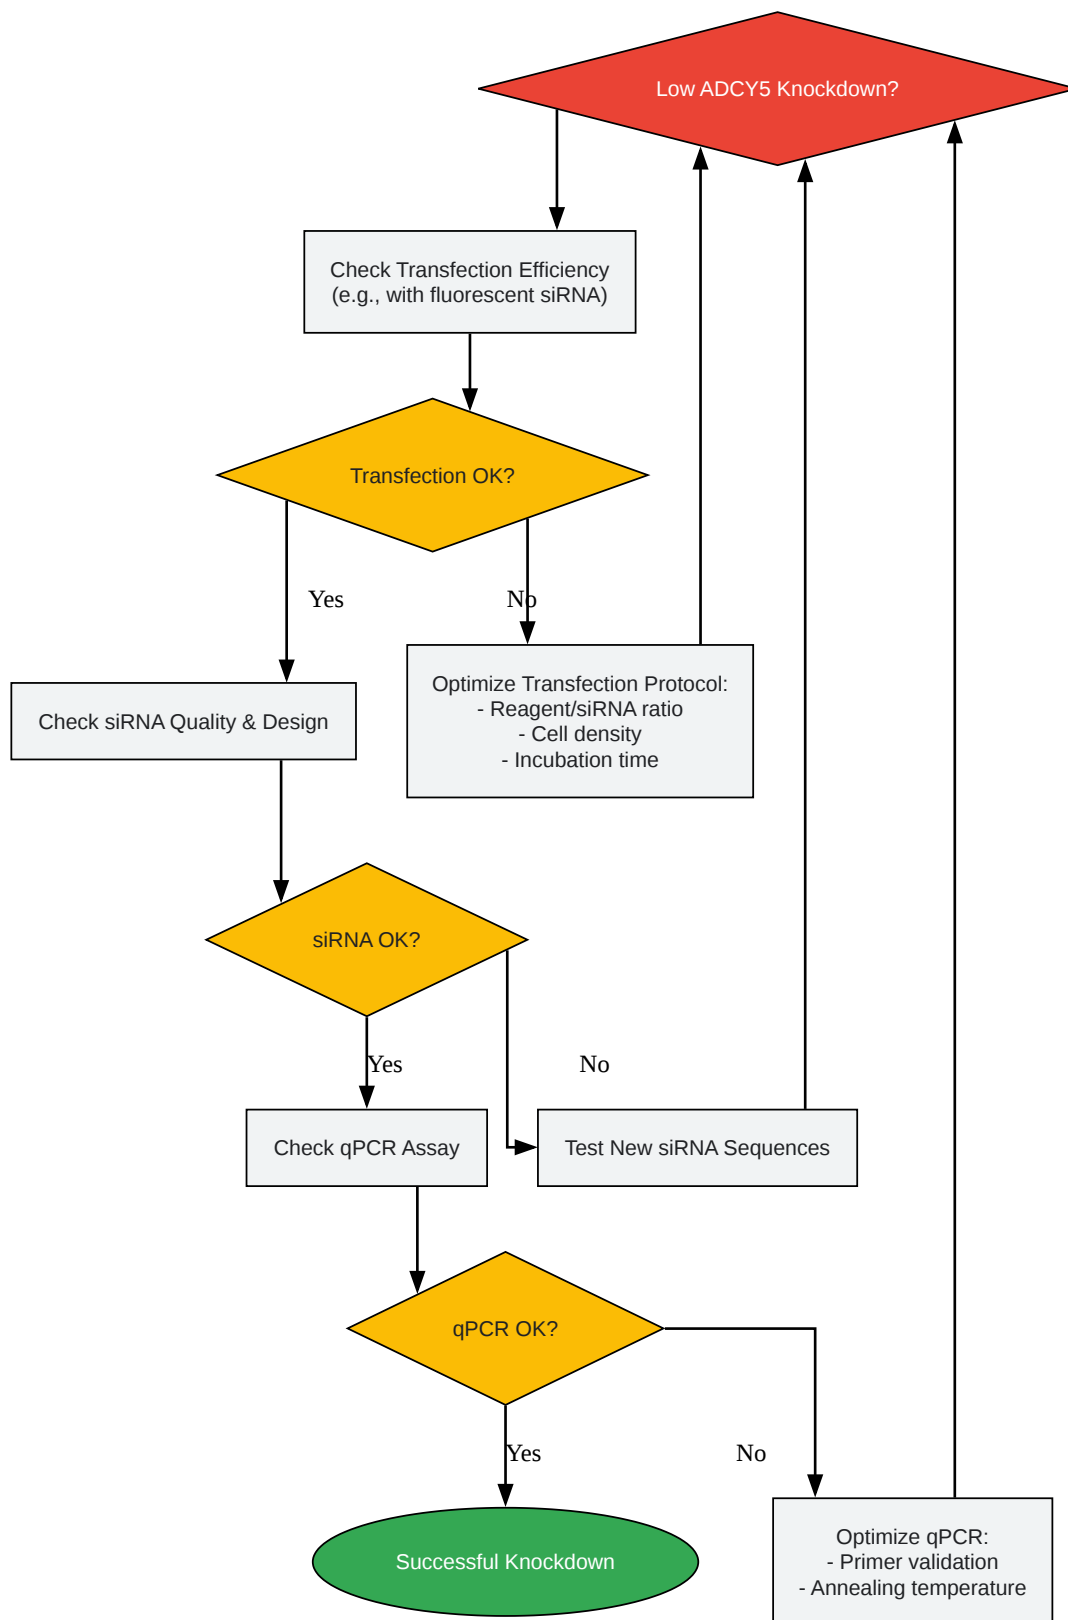 Low ADCY5 Knockdown?
Check Transfection Efficiency
(e.g., with fluorescent siRNA)
Transfection OK?
Yes
No
Check siRNA Quality & Design
Optimize Transfection Protocol:
- Reagent/siRNA ratio
- Cell density
- Incubation time
siRNA OK?
Yes
No
Check qPCR Assay
Test New siRNA Sequences
qPCR OK?
Yes
No
Successful Knockdown
Optimize qPCR:
- Primer validation
- Annealing temperature